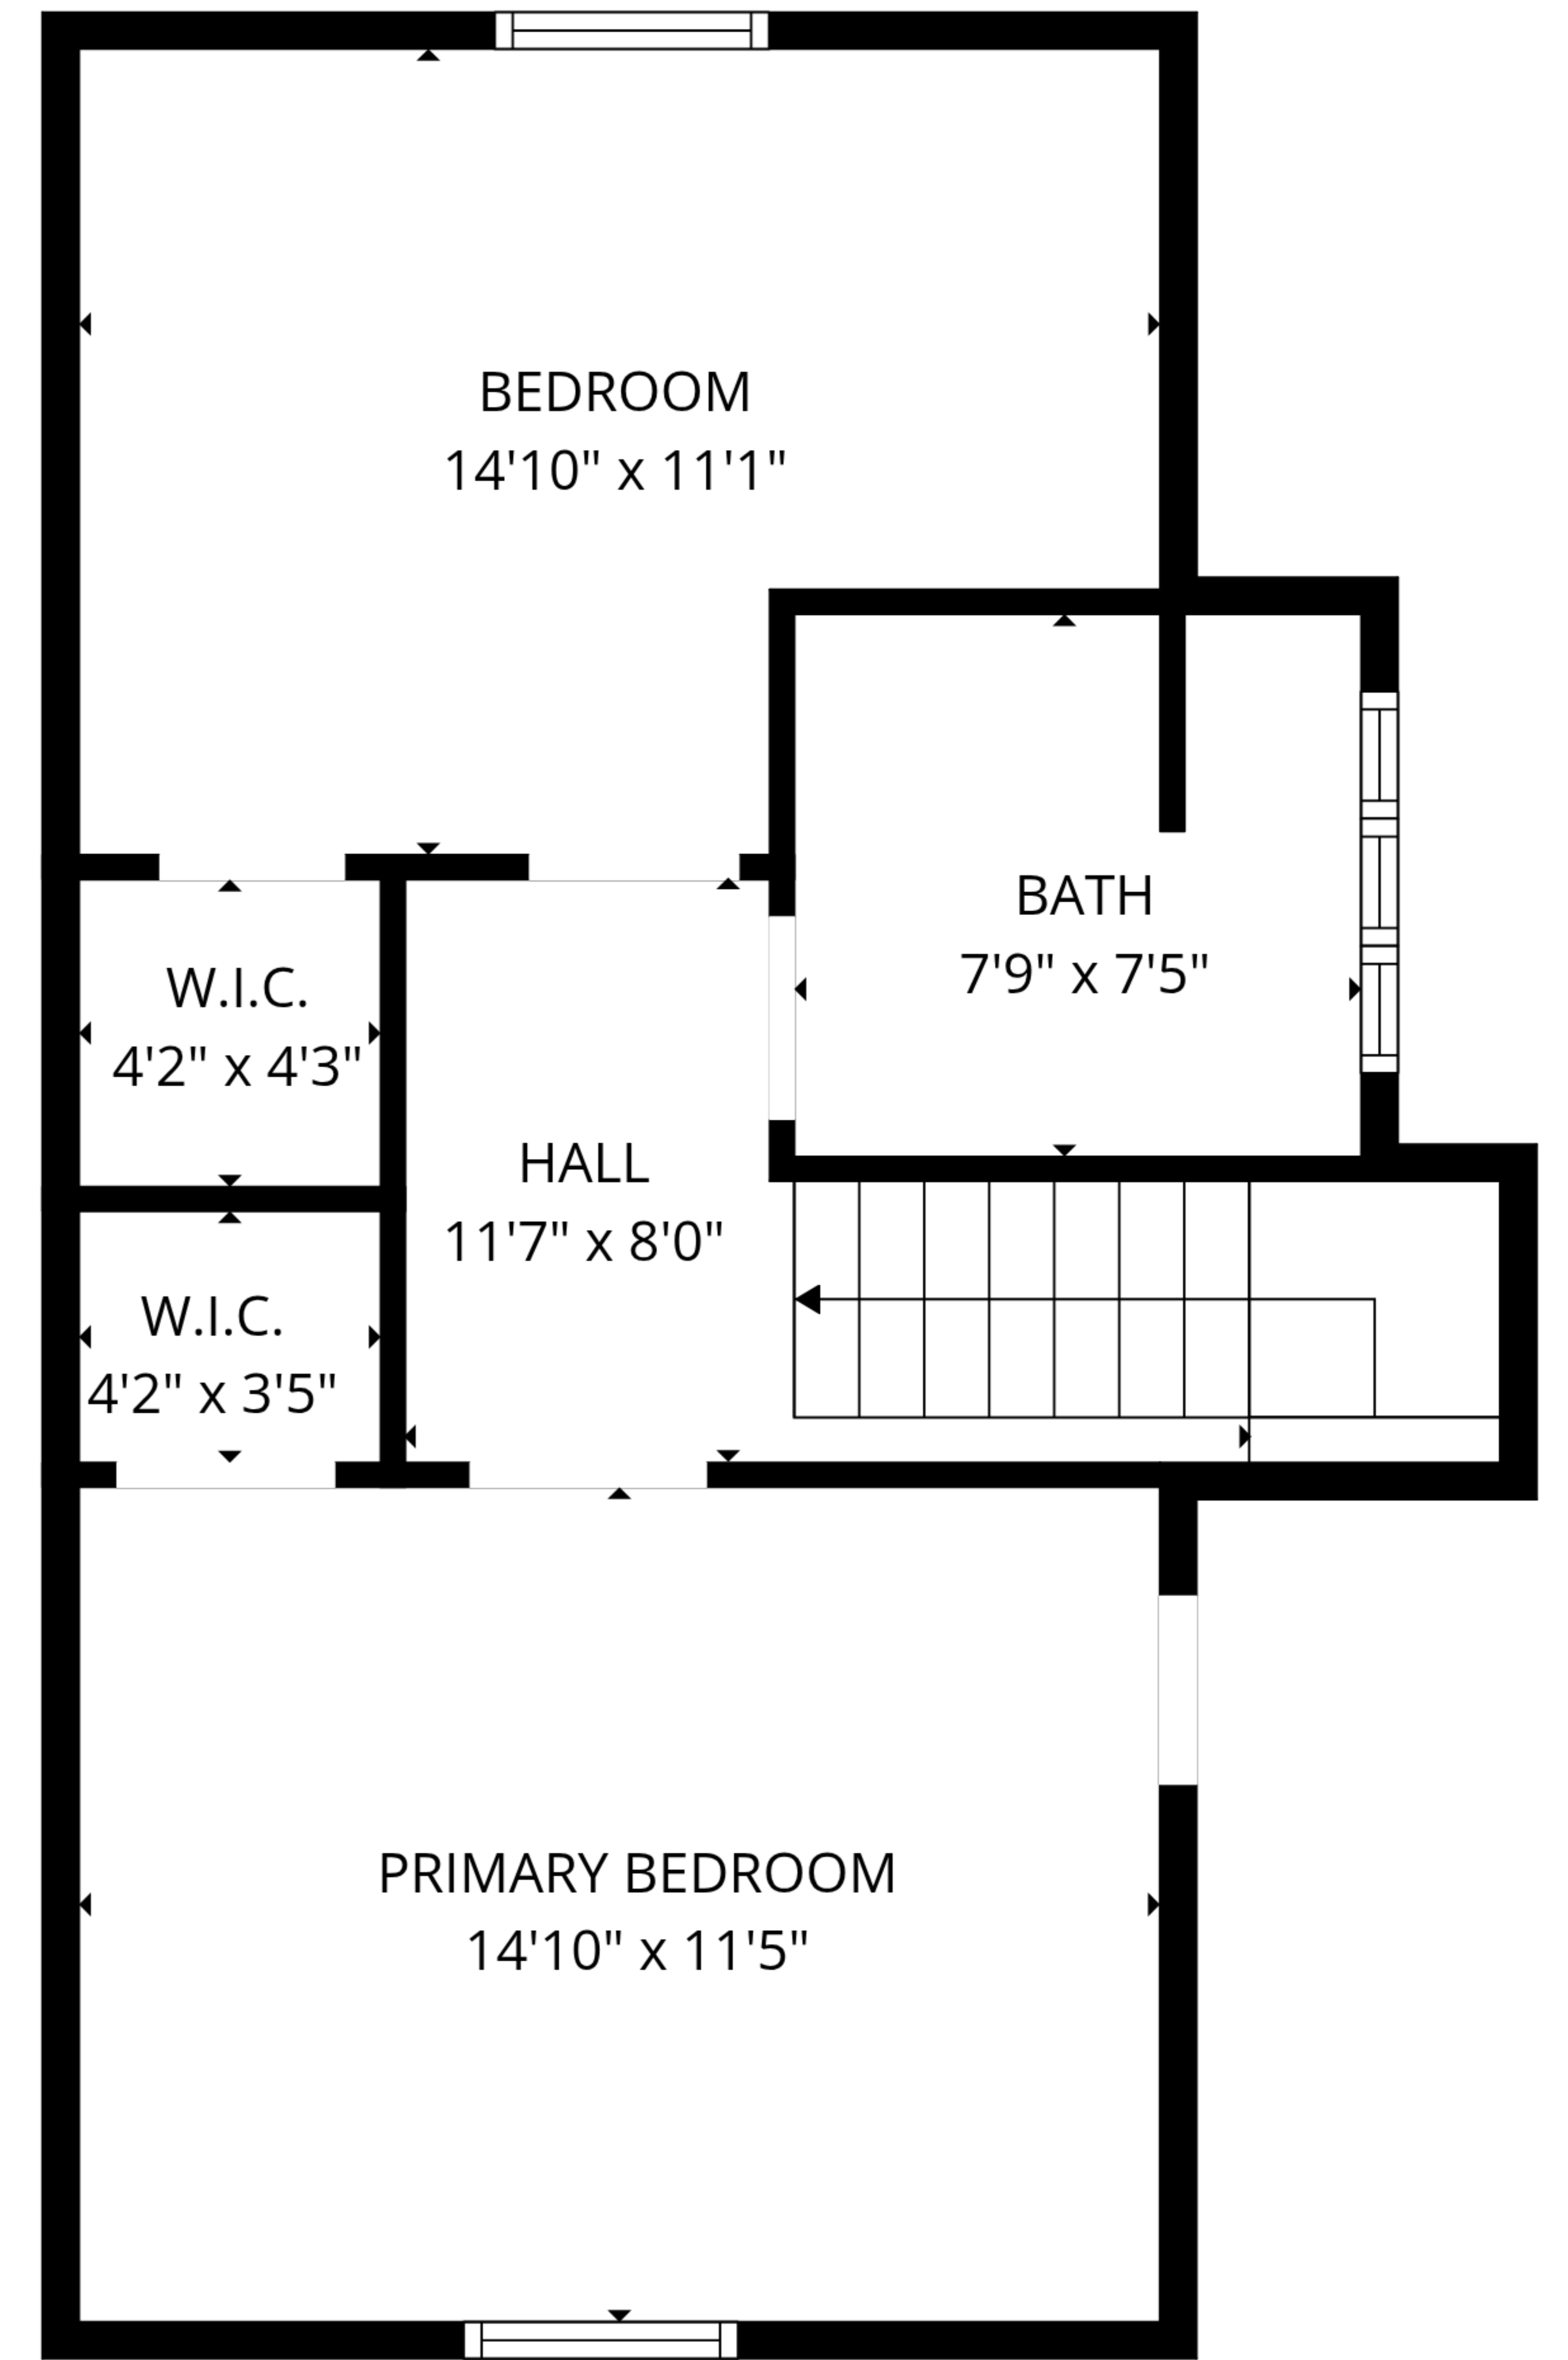 BEDROOM
14'10" x 11'1"
BATH
7'9" x 7'5"
W.I.C.
4'2" x 4'3"
HALL
11'7" x 8'0"
W.I.C.
4'2" x 3'5"
PRIMARY BEDROOM
14'10" x 11'5"